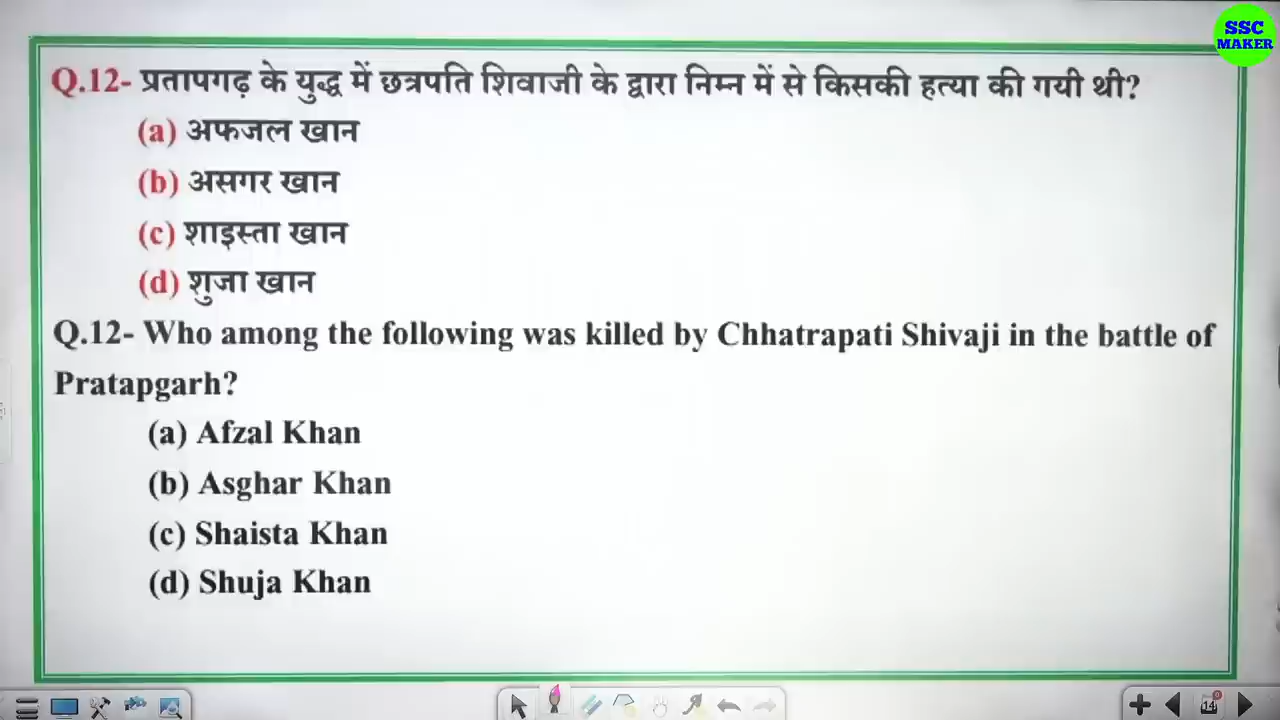 SSC
MAKER
Q.12- प्रतापगढ़ के युद्ध में छत्रपति शिवाजी के द्वारा निम्न में से किसकी हत्या की गयी थी?
(a) अफजल खान
(b) असगर खान
(c) शाइस्ता खान
(d) शुजा खान
Q.12- Who among the following was killed by Chhatrapati Shivaji in the battle of
Pratapgarh?
(a) Afzal Khan
(b) Asghar Khan
(c) Shaista Khan
(d) Shuja Khan
14